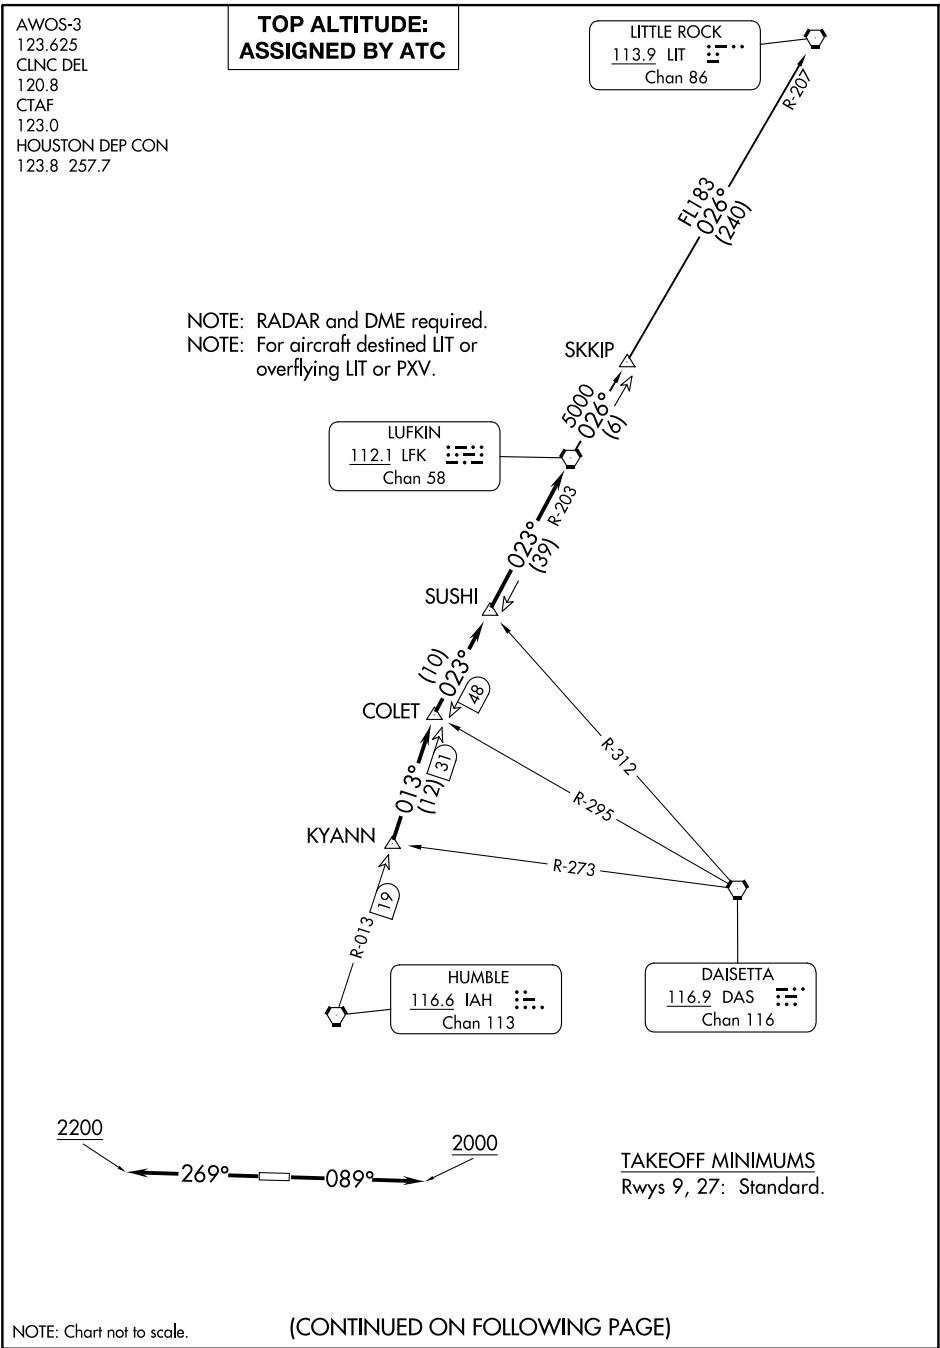 AWOS-3
123.625
CLNC DEL
120.8
CTAF
123.0
HOUSTON DEP CON
123.8 257.7
TOP ALTITUDE:
ASSIGNED BY ATC
LITTLE ROCK
113.9 LIT
Chan 86
R-207
FL183
026°
(240)
NOTE: RADAR and DME required.
NOTE: For aircraft destined LIT or
overflying LIT or PXV.
SKKIP
5000
026°
(6)
LUFKIN
112.1 LFK
Chan 58
R-203
023°
(39)
SUSHI
(10)
023°
48
COLET
R-312
31
013°
(12)
R-295
KYANN
R-273
19
R-013
HUMBLE
116.6 IAH
Chan 113
DAISETTA
116.9 DAS
Chan 116
2200
2000
269°
089°
TAKEOFF MINIMUMS
Rwys 9, 27: Standard.
NOTE: Chart not to scale.
(CONTINUED ON FOLLOWING PAGE)